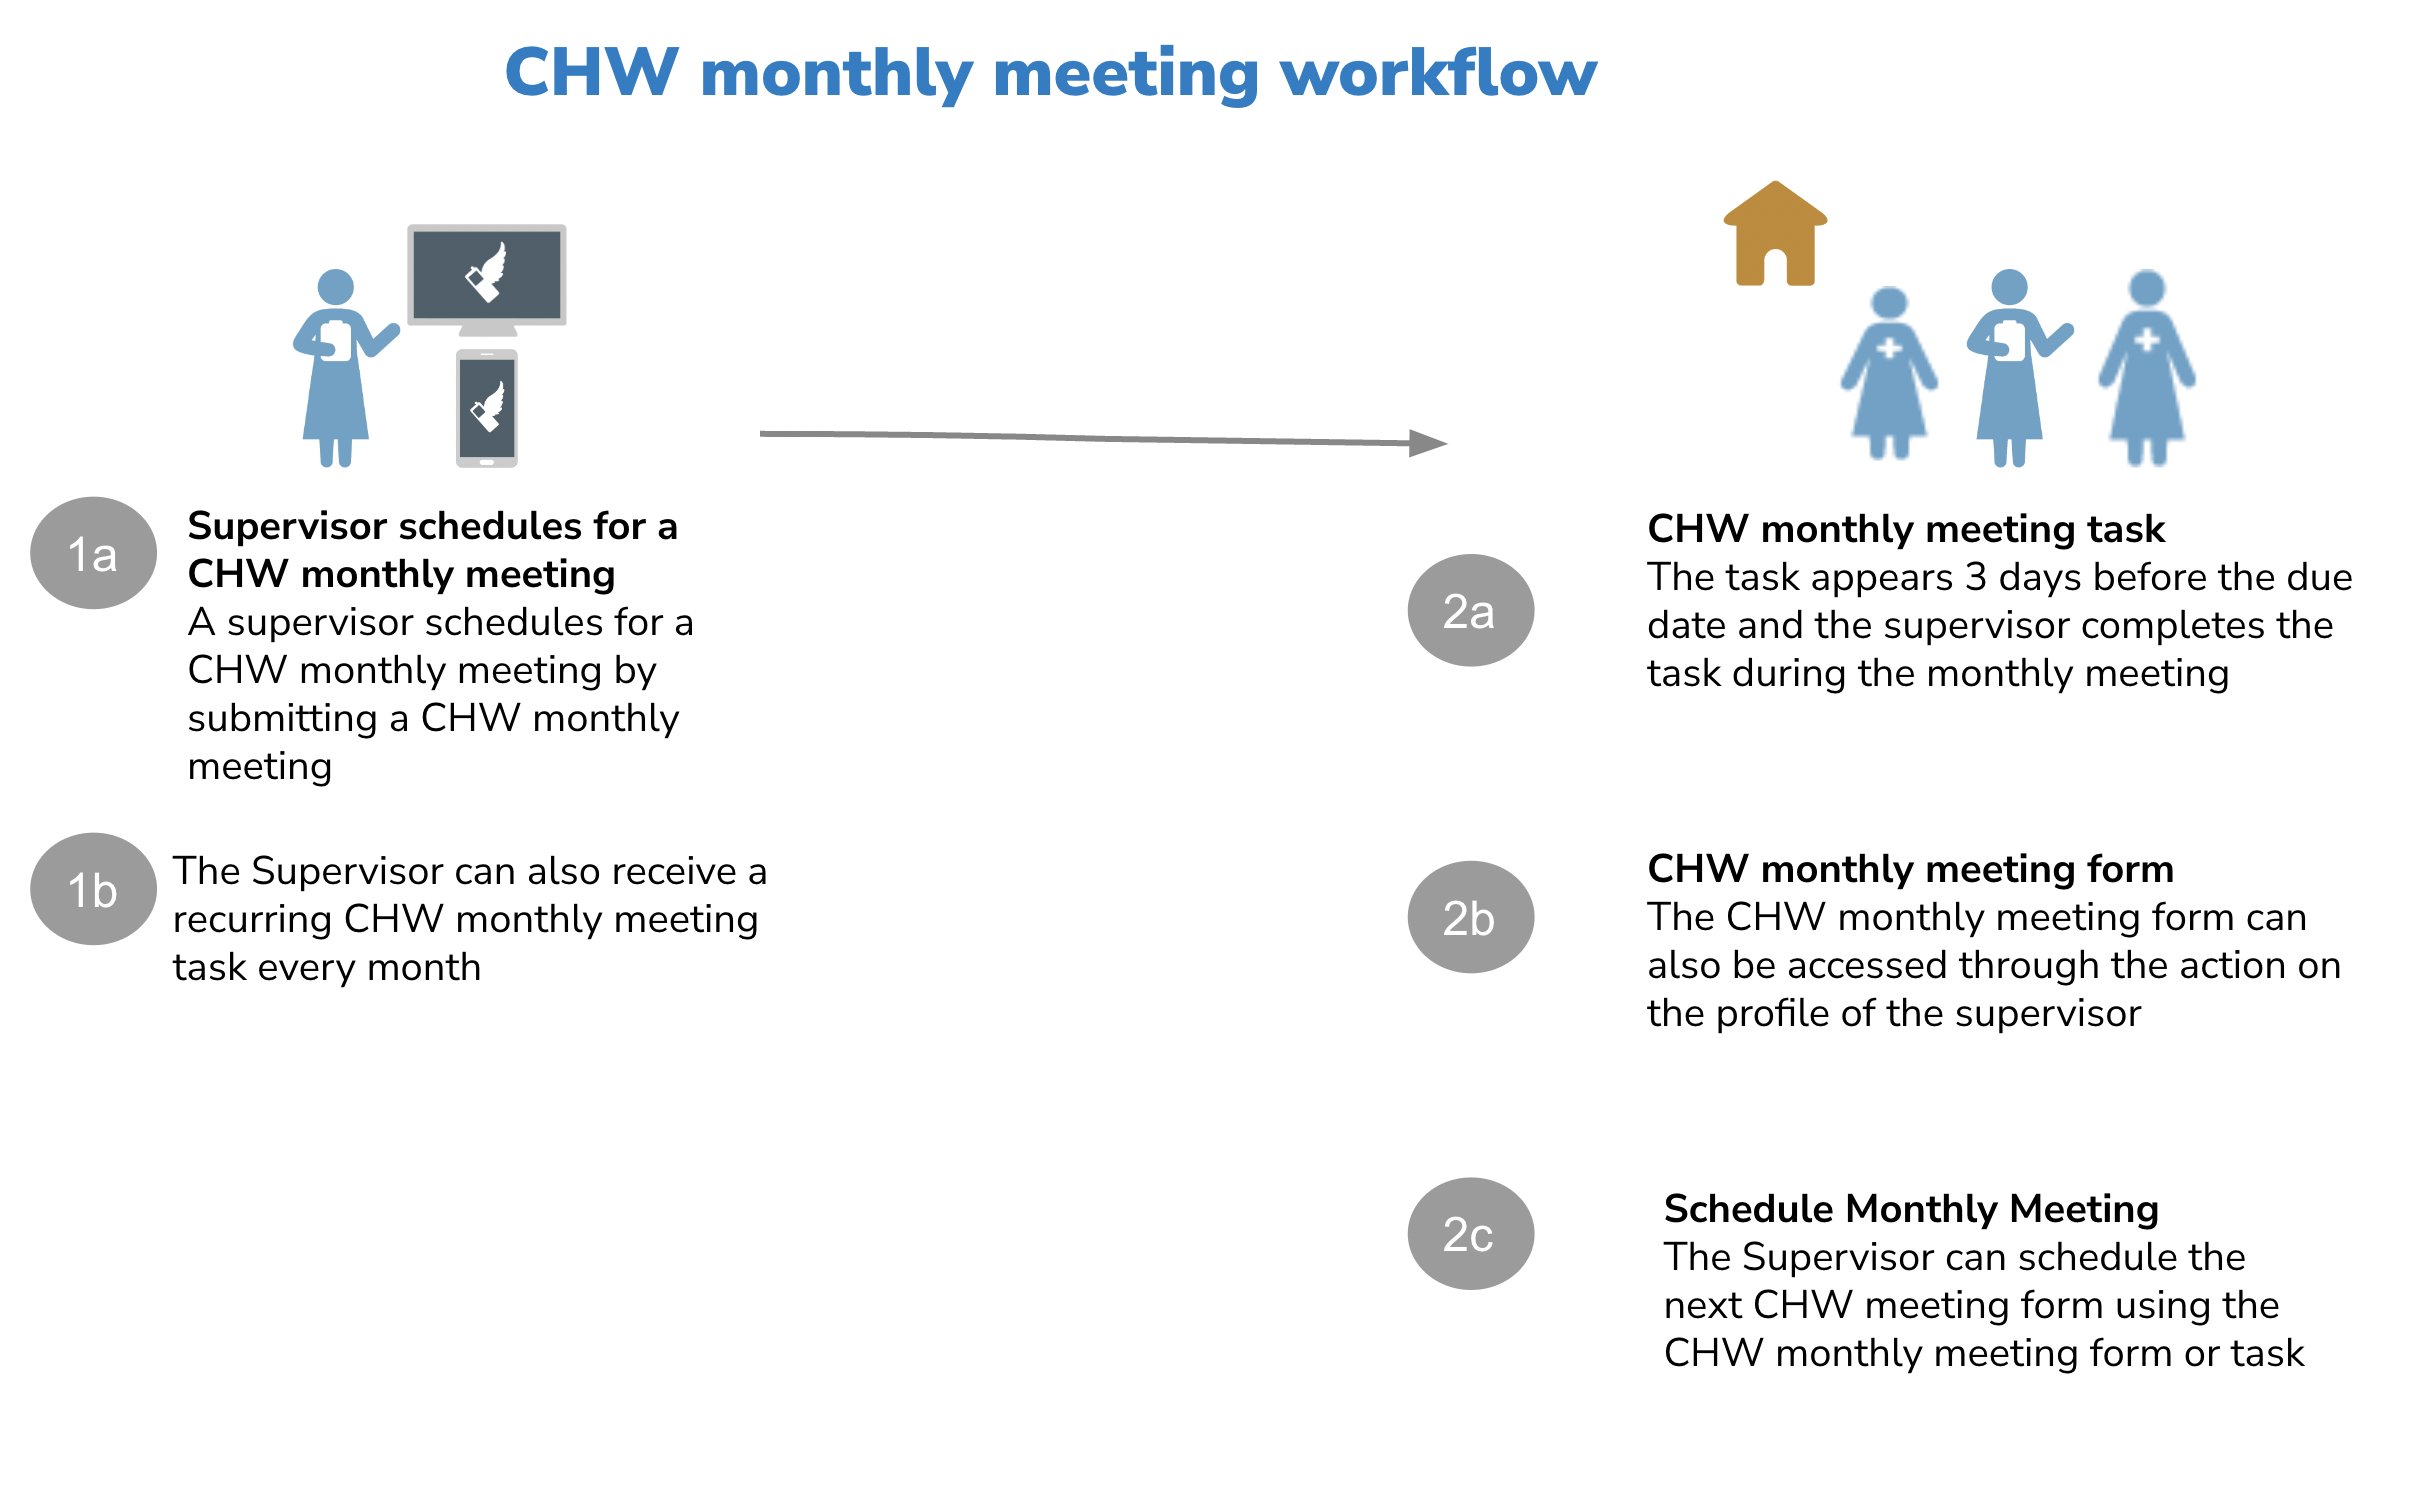 CHW monthly meeting workflow
1a
Supervisor schedules for a
CHW monthly meeting
A supervisor schedules for a
CHW monthly meeting by
submitting a CHW monthly
meeting
1b
The Supervisor can also receive a
recurring CHW monthly meeting
task every month
2a
CHW monthly meeting task
The task appears 3 days before the due
date and the supervisor completes the
task during the monthly meeting
2b
CHW monthly meeting form
The CHW monthly meeting form can
also be accessed through the action on
the profile of the supervisor
2c
Schedule Monthly Meeting
The Supervisor can schedule the
next CHW meeting form using the
CHW monthly meeting form or task